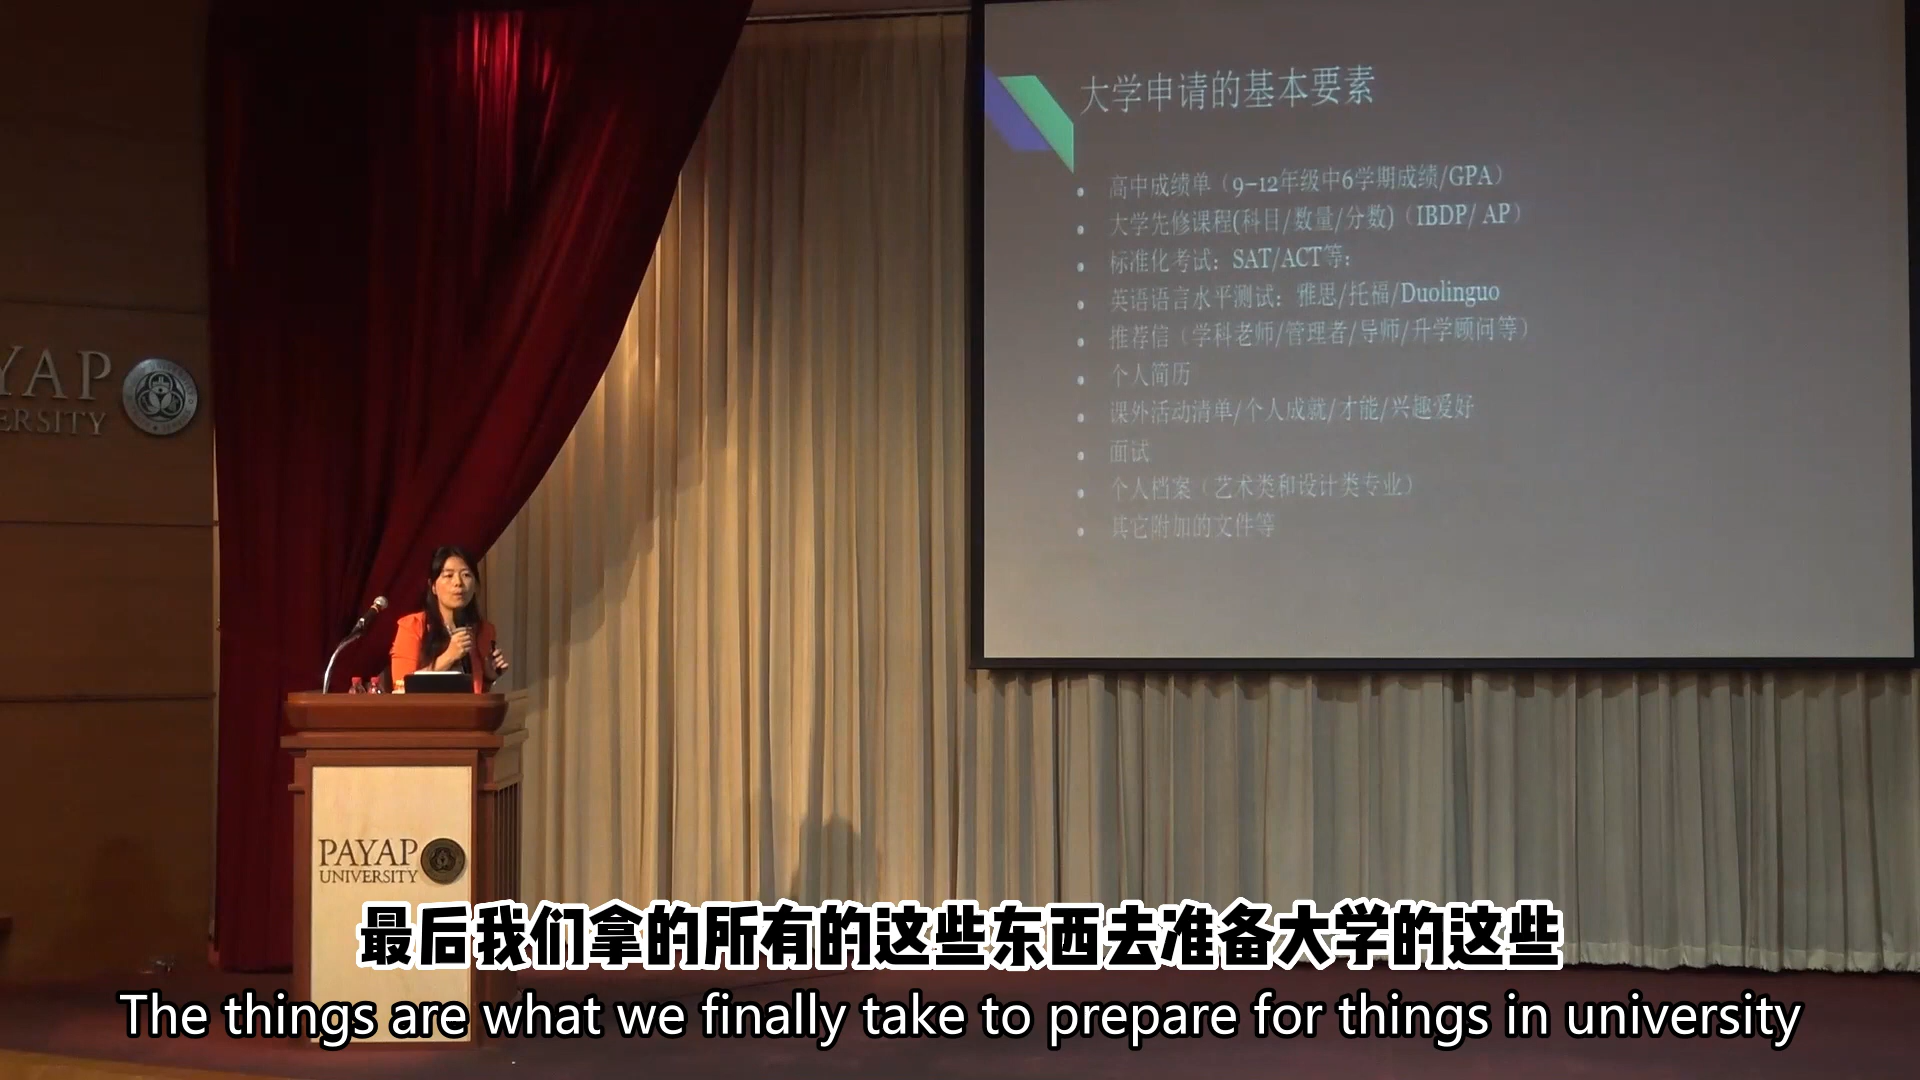 大学申请的基本要素
高中成绩单（9-12年级中6学期成绩/GPA）
大学先修课程(科目/数量/分数)（IBDP/ AP）
标准化考试：SAT/ACT等；
英语语言水平测试：雅思/托福/Duolinguo
推荐信（学科老师/管理者/导师/升学顾问等）
个人简历
课外活动清单/个人成就/才能/兴趣爱好
面试
个人档案（艺术类和设计类专业）
其它附加的文件等
YAP
ERSITY
PAYAP
UNIVERSITY
最后我们拿的所有的这些东西去准备大学的这些
The things are what we finally take to prepare for things in university